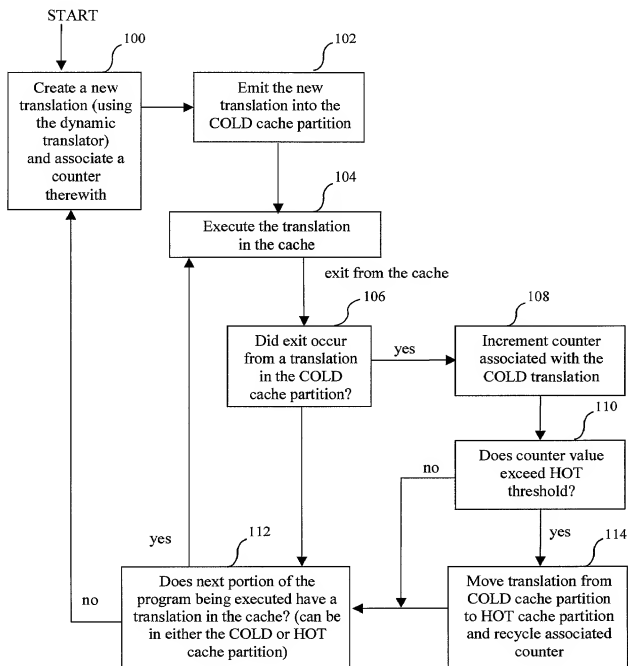 START
100
Create a new
translation (using
the dynamic
translator)
and associate a
counter
therewith
102
Emit the new
translation into the
COLD cache partition
104
Execute the translation
in the cache
exit from the cache
106
Did exit occur
from a translation
in the COLD
cache partition?
yes
108
Increment counter
associated with the
COLD translation
110
Does counter value
exceed HOT
threshold?
no
yes
114
Move translation from
COLD cache partition
to HOT cache partition
and recycle associated
counter
112
Does next portion of the
program being executed have a
translation in the cache? (can be
in either the COLD or HOT
cache partition)
yes
no